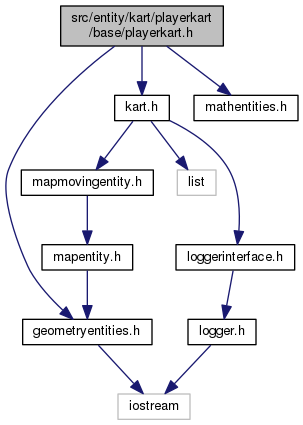 src/entity/kart/playerkart
/base/playerkart.h
kart.h
mathentities.h
mapmovingentity.h
list
mapentity.h
loggerinterface.h
geometryentities.h
logger.h
iostream